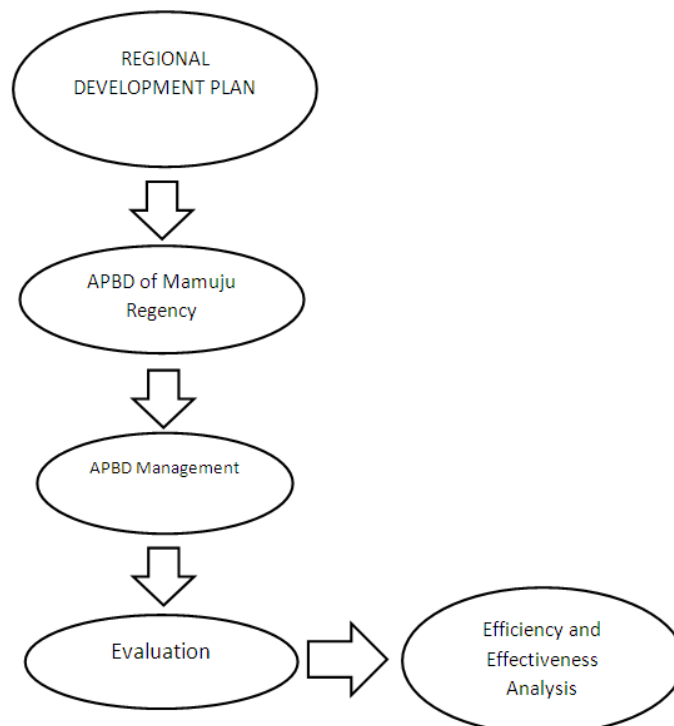 REGIONAL
DEVELOPMENT PLAN
APBD of Mamuju
Regency
APBD Management
Evaluation
Efficiency and
Effectiveness
Analysis